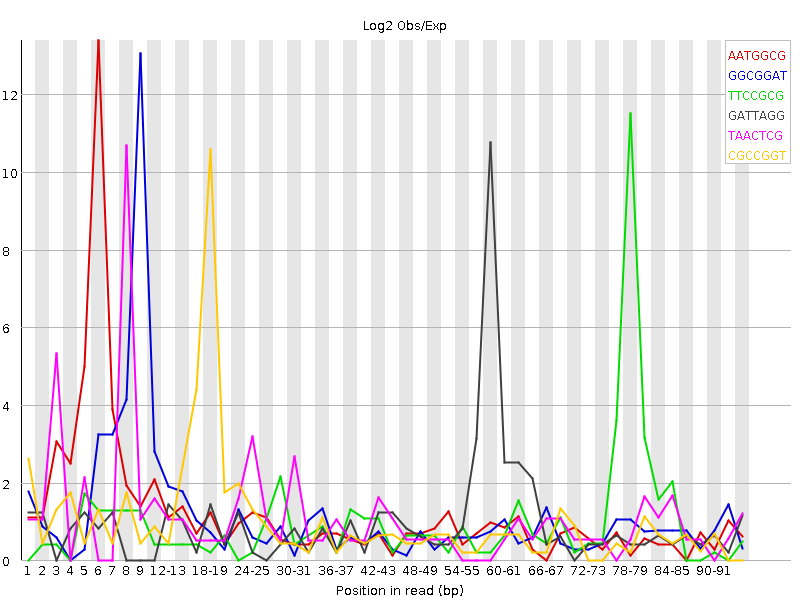 Log2 Obs/Exp
AATGGCG
GGCGGAT
TTCCGCG
GATTAGG
TAACTCG
CGCCGGT
12
10
8
6
4
2
0
1 2 3 4 5 6 7 8 9 12-13 18-19 24-25 30-31 36-37 42-43 48-49 54-55 60-61 66-67 72-73 78-79 84-85 90-91
Position in read (bp)